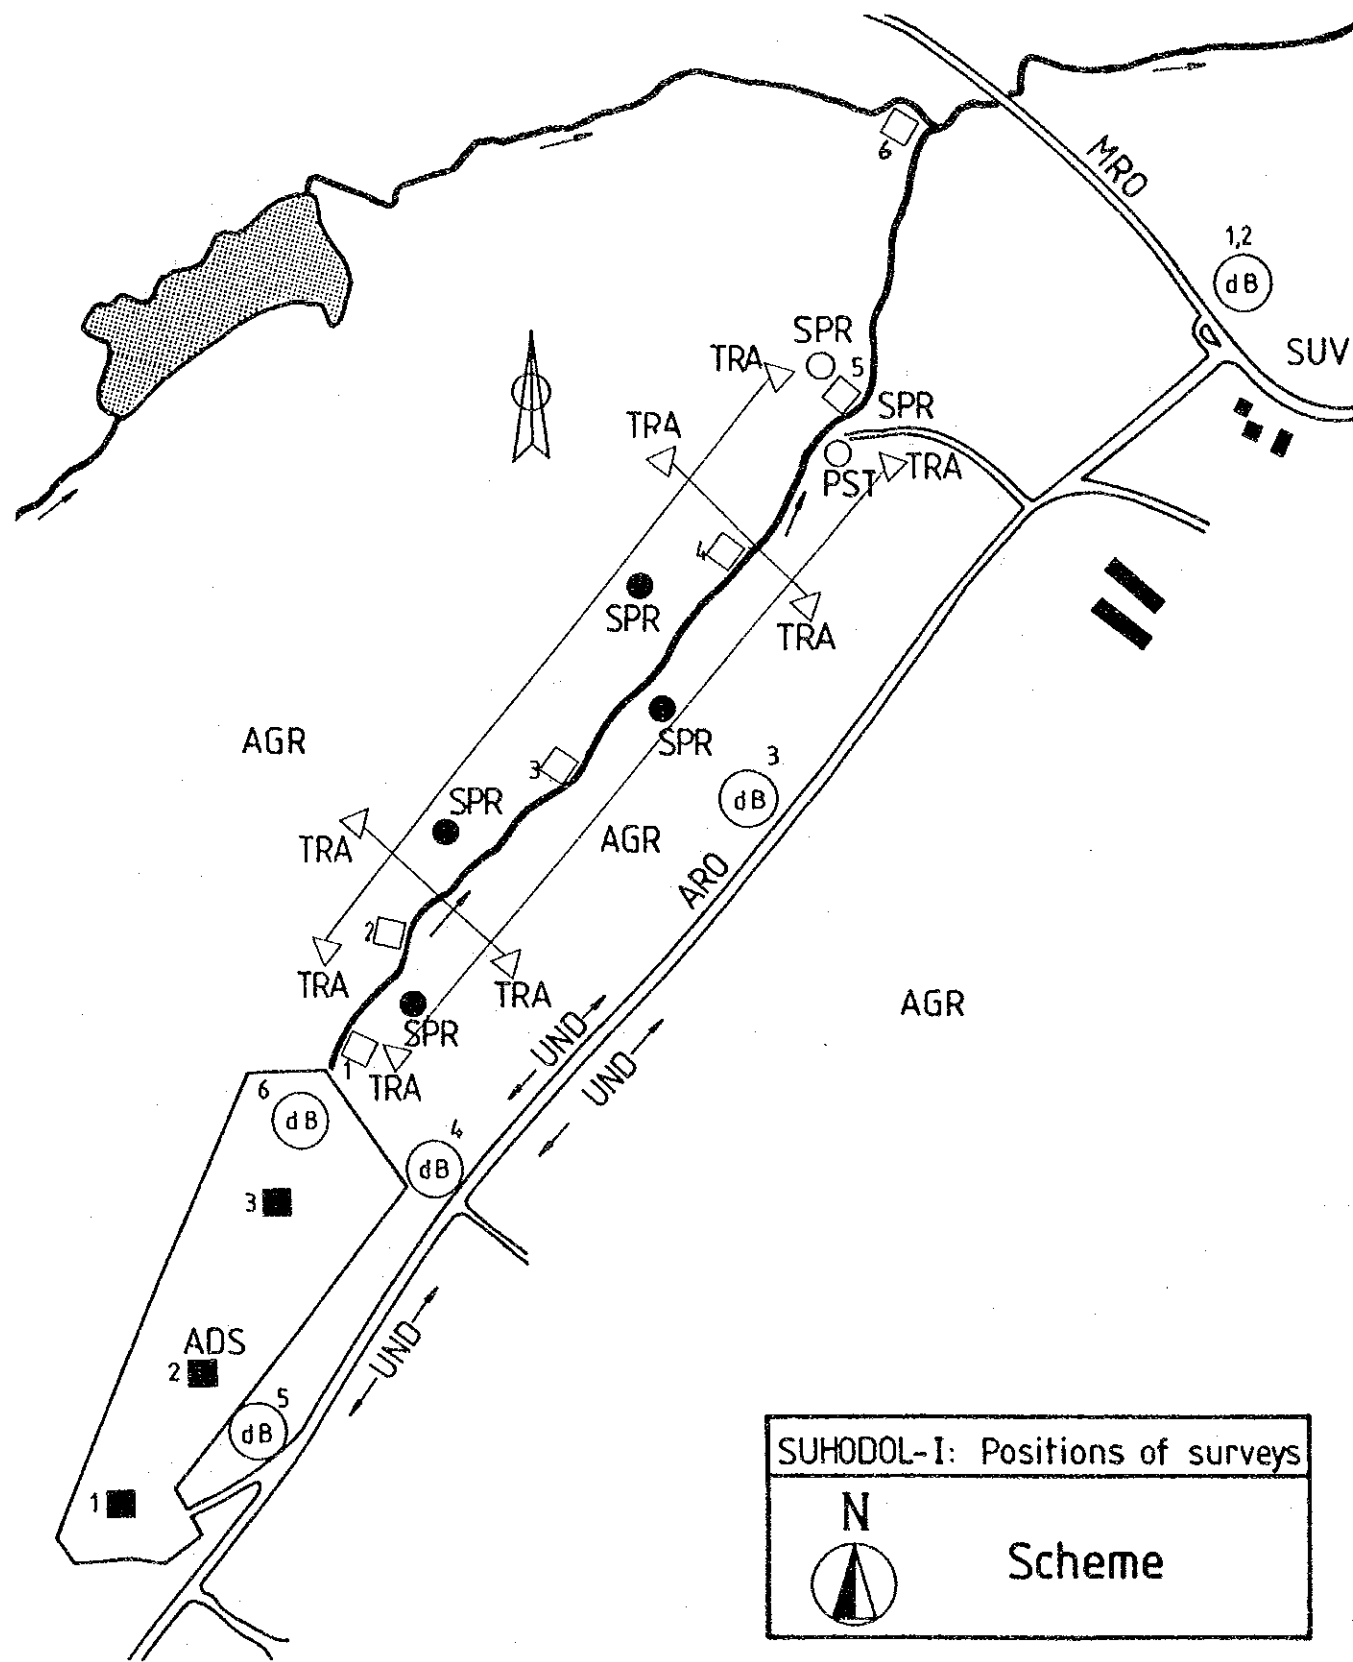 6
MRO
1,2
dB
SPR
SUV
TRA
5
SPR
TRA
TRA
PST
4
SPR
TRA
AGR
SPR
3
3
dB
SPR
AGR
TRA
ARO
2
TRA
TRA
AGR
SPR
UND
UND
1
TRA
6
dB
4
dB
3
ADS
UND
2
5
dB
1
SUHODOL-I: Positions of surveys
N
Scheme